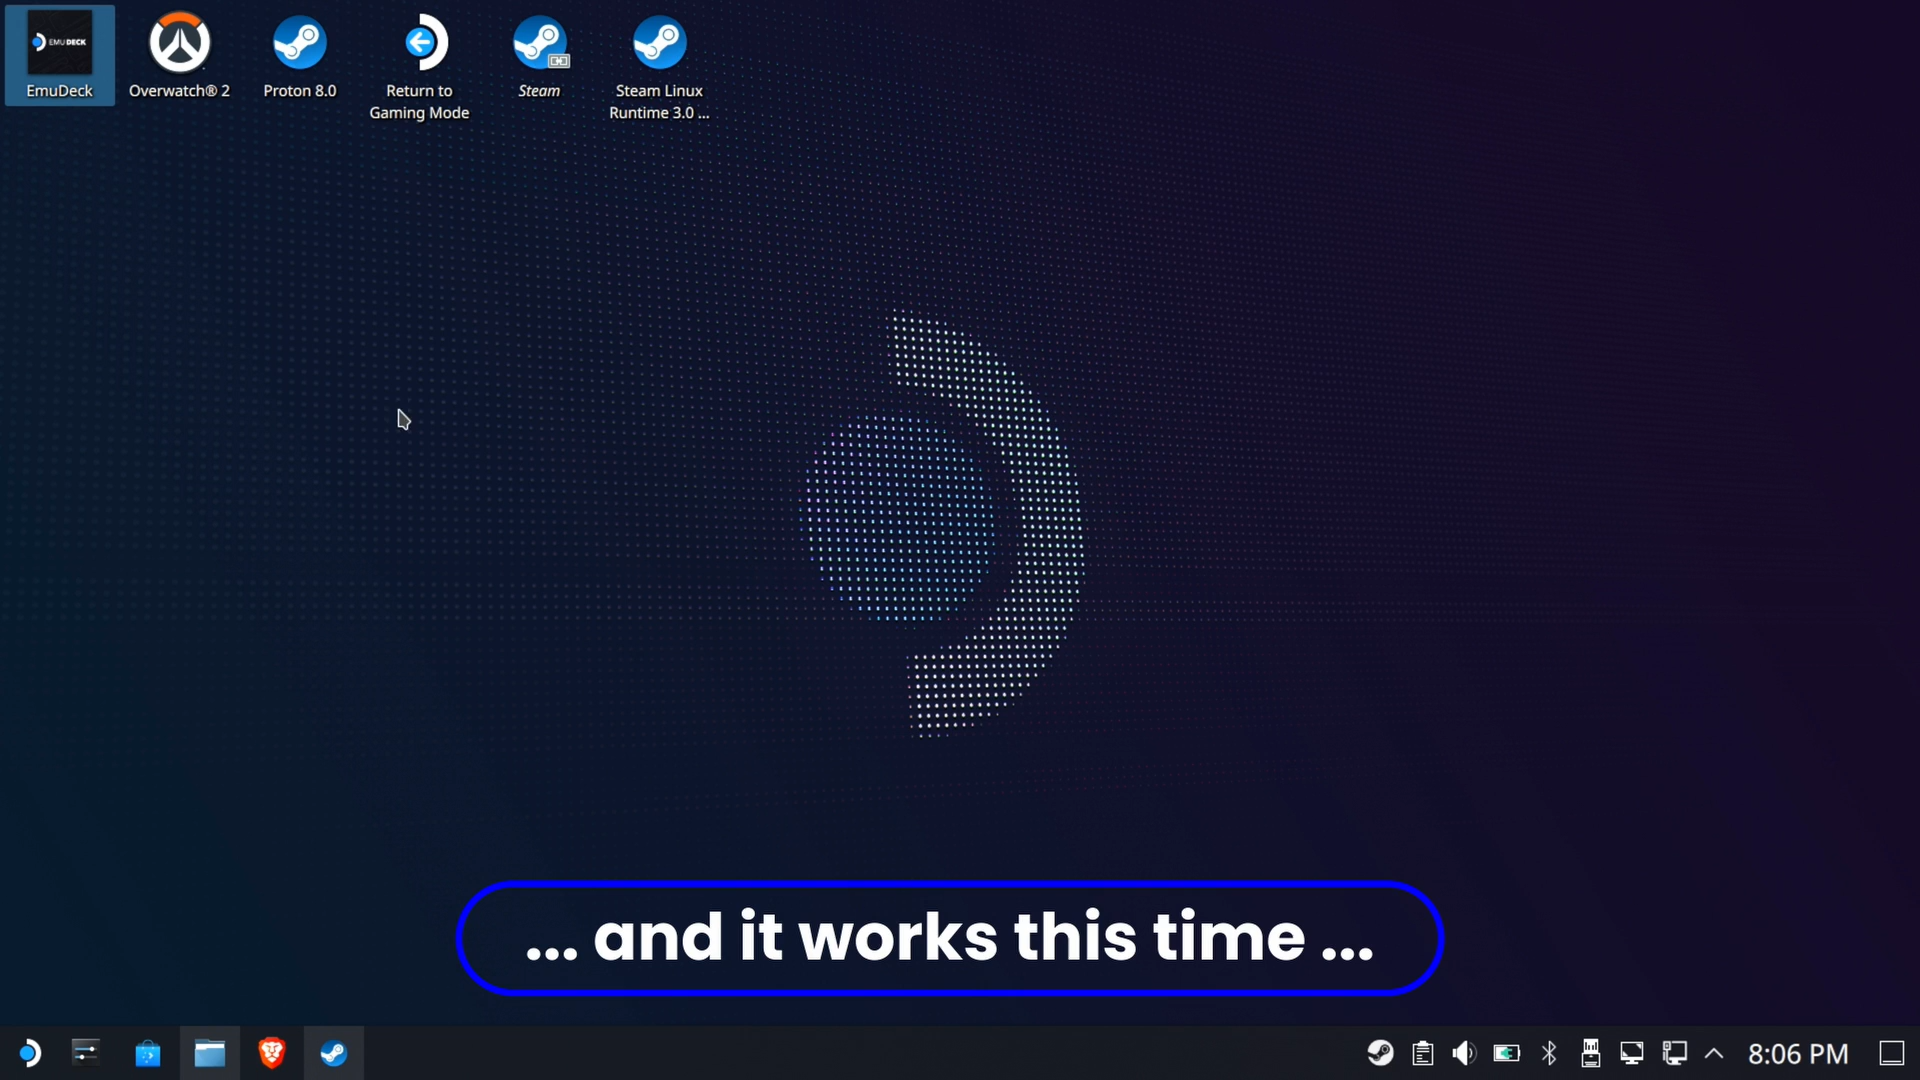 EMUDECK
EmuDeck
Overwatch® 2
Proton 8.0
Return to
Gaming Mode
Steam
Steam Linux
Runtime 3.0 ...
... and it works this time ...
8:06 PM